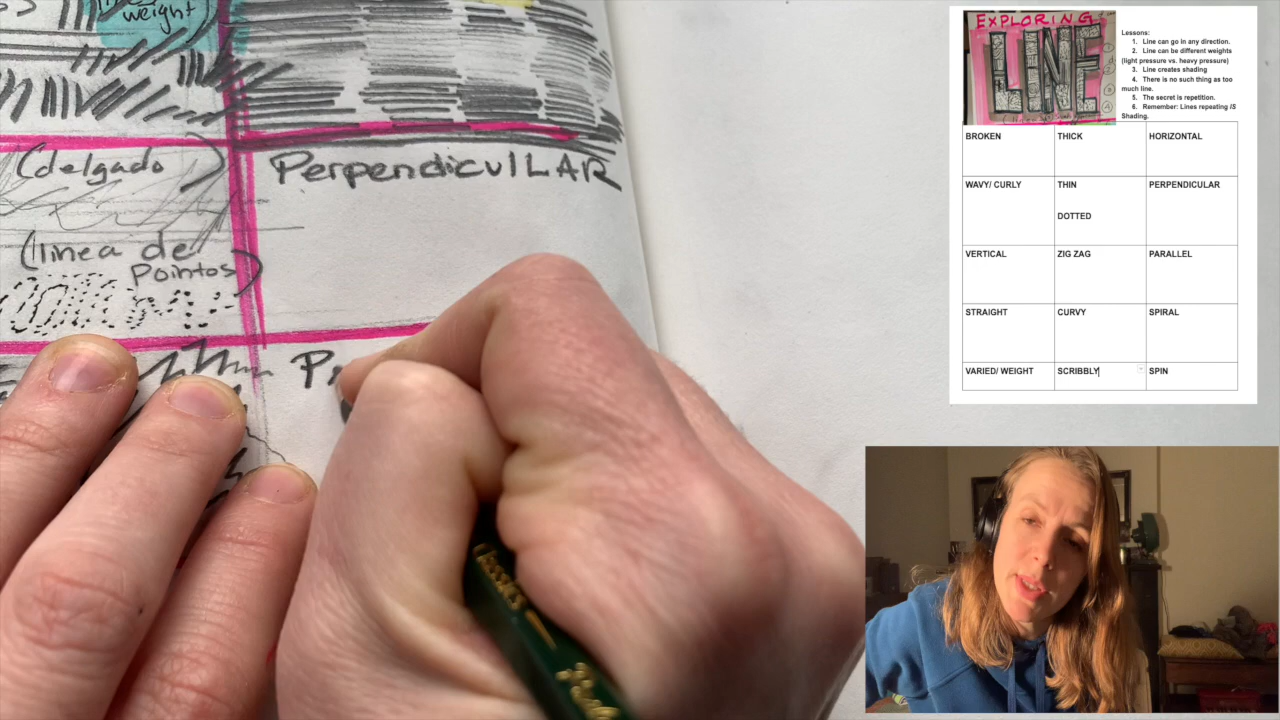 weight
(delgado)
PerpendiculLAR
(linea de
Pointos)
EXPLORING
LINE
Lessons:
1. Line can go in any direction.
2. Line can be different weights
(light pressure vs. heavy pressure)
3. Line creates shading
4. There is no such thing as too
much line.
5. The secret is repetition.
6. Remember: Lines repeating IS
Shading.
BROKEN THICK HORIZONTAL
WAVY/ CURLY THIN PERPENDICULAR
DOTTED
VERTICAL ZIG ZAG PARALLEL
STRAIGHT CURVY SPIRAL
VARIED/ WEIGHT SCRIBBLY SPIN